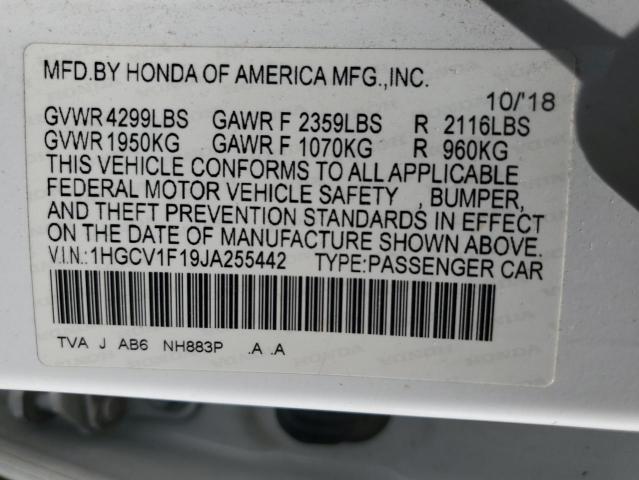 MFD.BY HONDA OF AMERICA MFG.,INC.
10/'18
GVWR 4299LBS GAWR F 2359LBS R 2116LBS
GVWR 1950KG GAWR F 1070KG R 960KG
THIS VEHICLE CONFORMS TO ALL APPLICABLE
FEDERAL MOTOR VEHICLE SAFETY , BUMPER,
AND THEFT PREVENTION STANDARDS IN EFFECT
ON THE DATE OF MANUFACTURE SHOWN ABOVE.
V.I.N.:1HGCV1F19JA255442 TYPE:PASSENGER CAR
TVA J AB6 NH883P .A .A